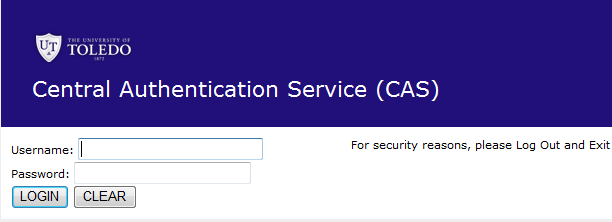 UT
THE UNIVERSITY OF
TOLEDO
1872
Central Authentication Service (CAS)
Username:
For security reasons, please Log Out and Exit
Password:
LOGIN
CLEAR